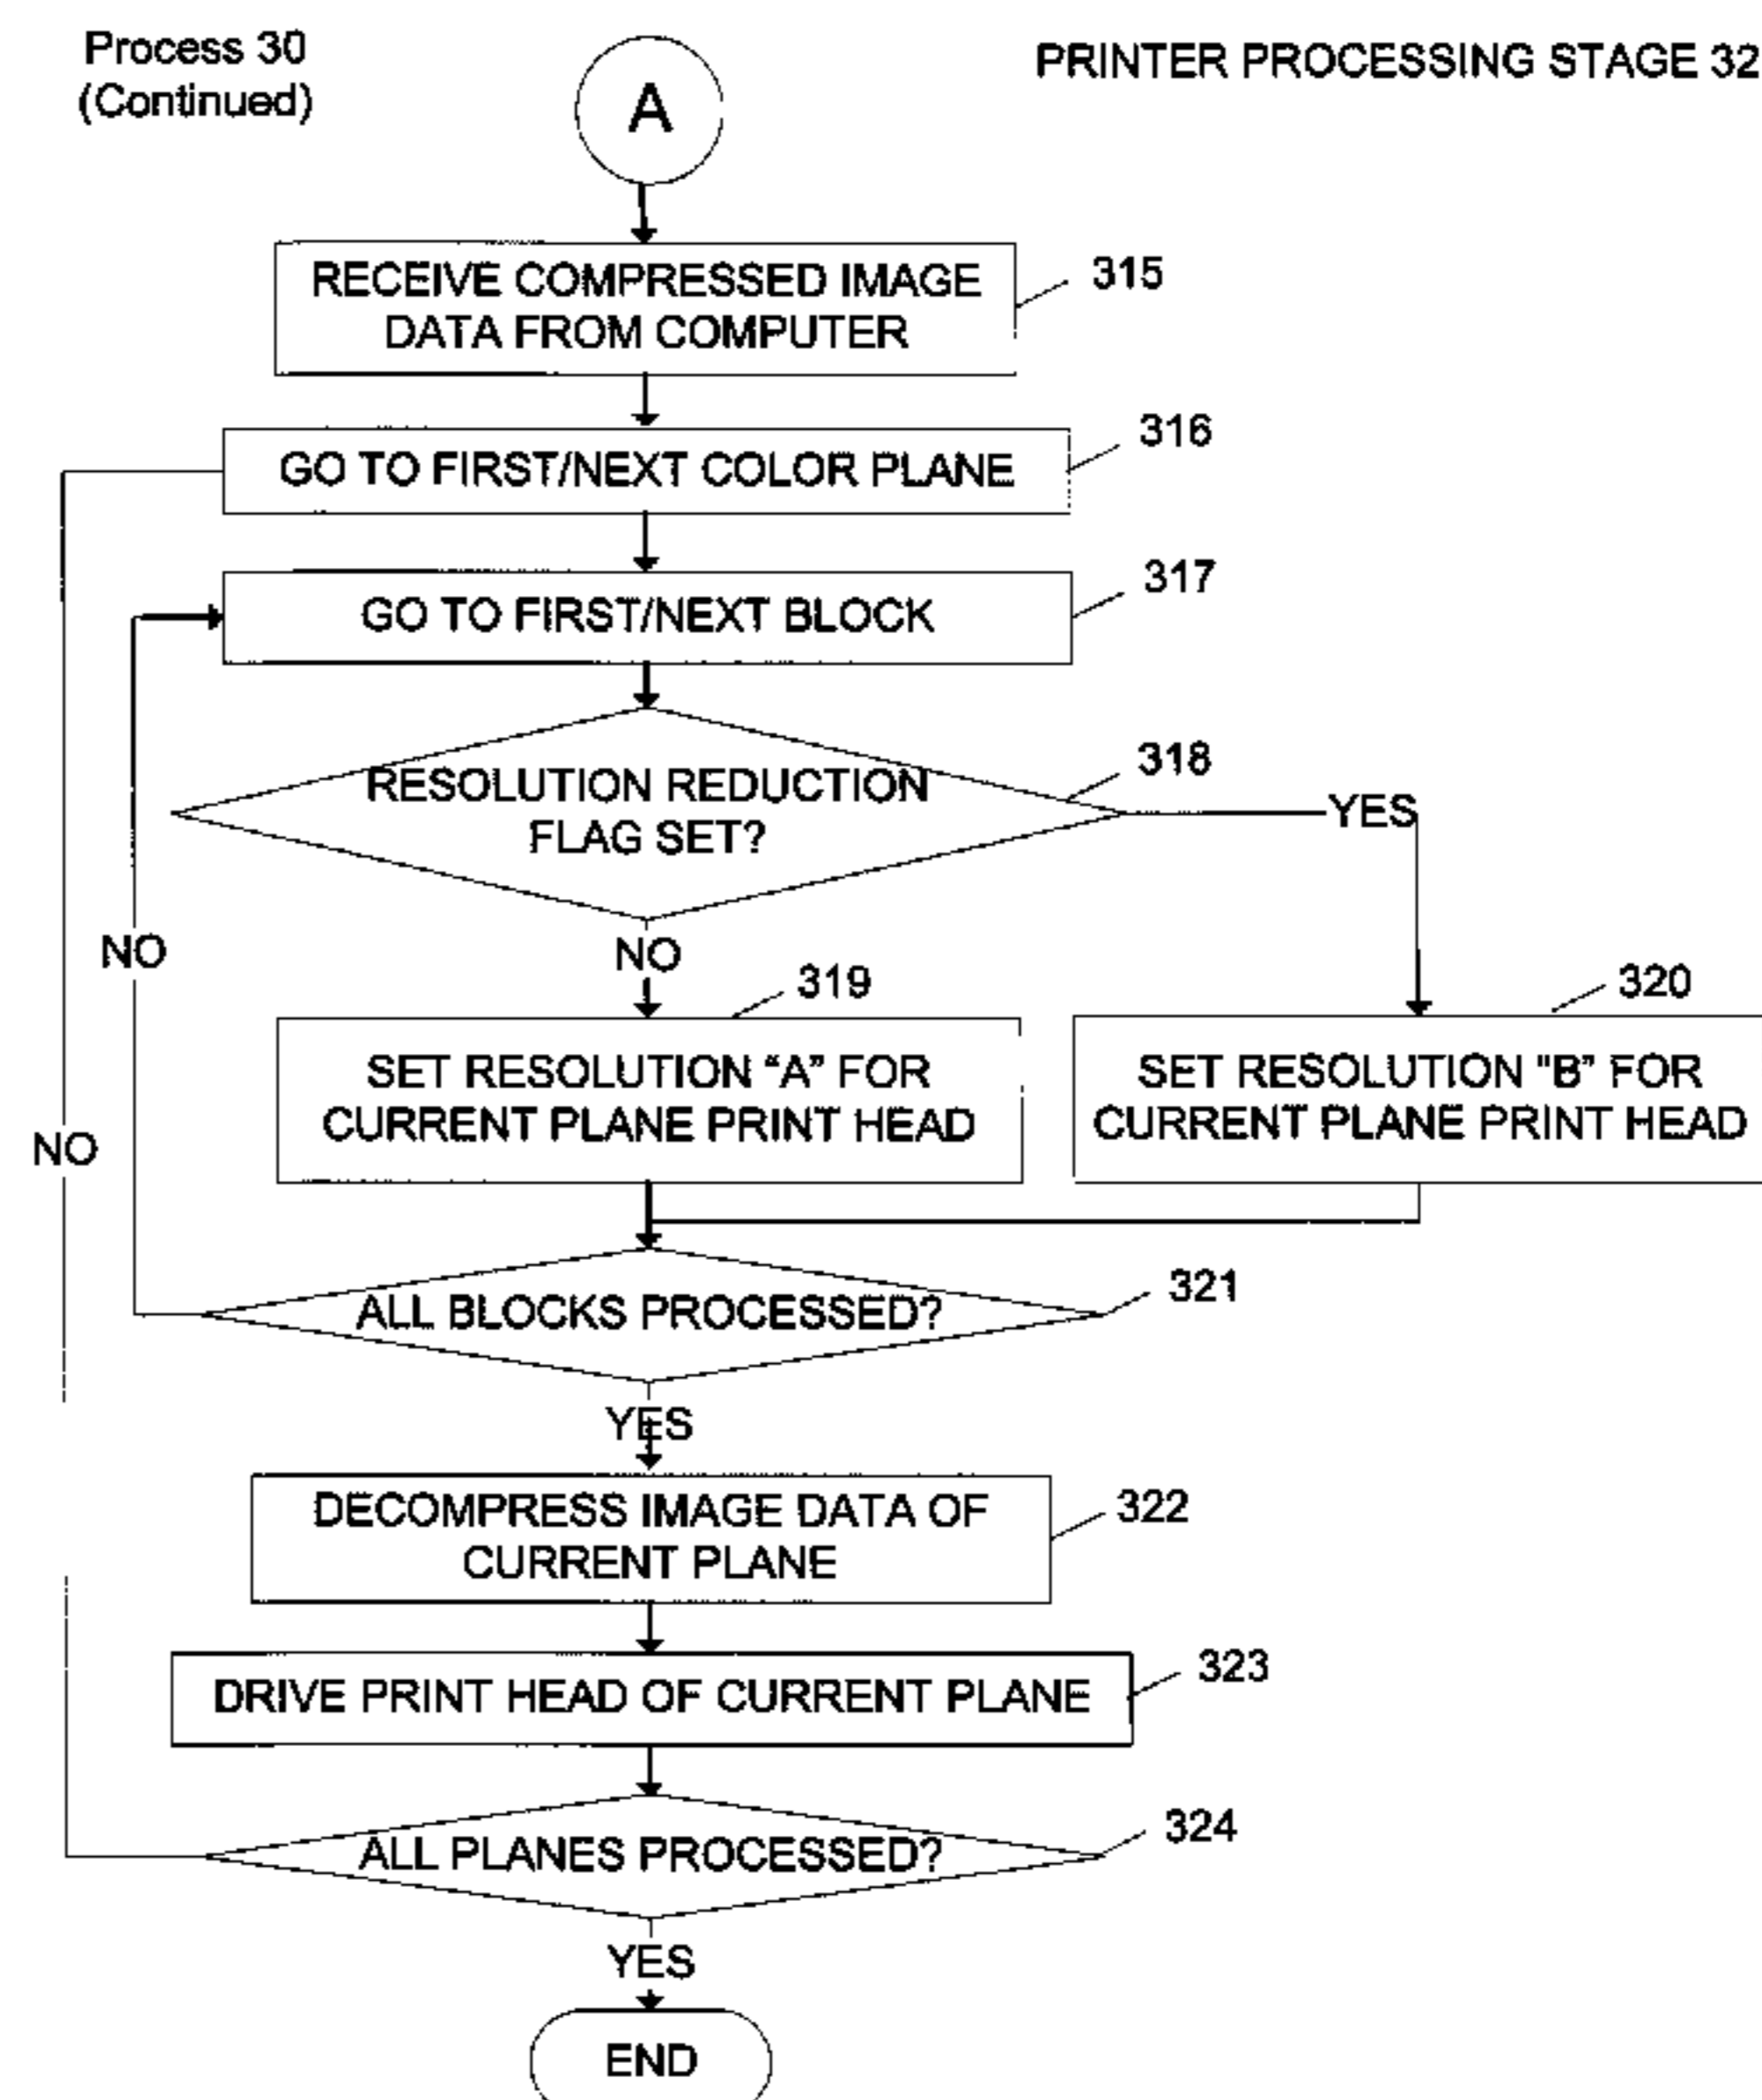 Process 30
(Continued)
A
PRINTER PROCESSING STAGE 32
RECEIVE COMPRESSED IMAGE
DATA FROM COMPUTER
315
GO TO FIRST/NEXT COLOR PLANE
316
GO TO FIRST/NEXT BLOCK
317
RESOLUTION REDUCTION
FLAG SET?
318
YES
NO
NO
NO
319
SET RESOLUTION “A” FOR
CURRENT PLANE PRINT HEAD
320
SET RESOLUTION "B" FOR
CURRENT PLANE PRINT HEAD
ALL BLOCKS PROCESSED?
321
YES
DECOMPRESS IMAGE DATA OF
CURRENT PLANE
322
DRIVE PRINT HEAD OF CURRENT PLANE
323
ALL PLANES PROCESSED?
324
YES
END